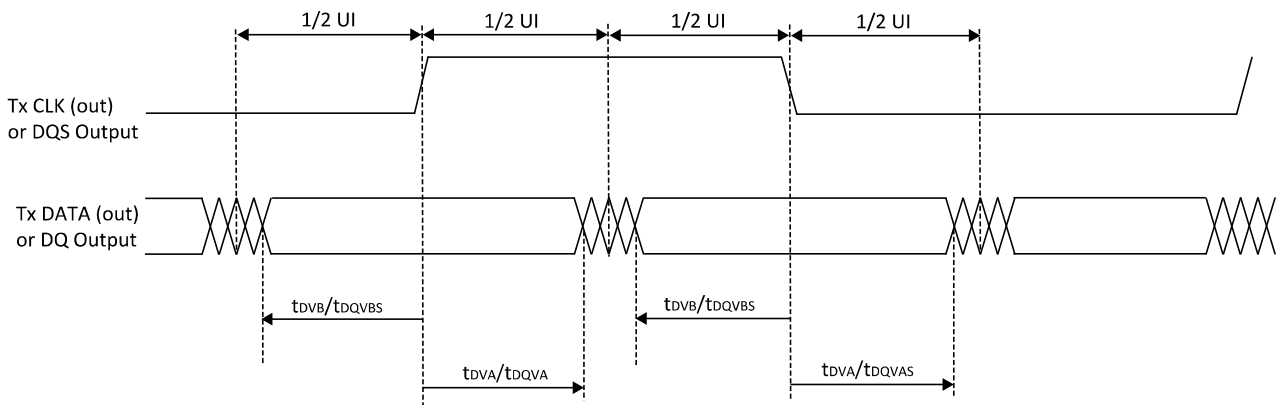 1/2 UI 1/2 UI 1/2 UI 1/2 UI
Tx CLK (out)
or DQS Output
Tx DATA (out)
or DQ Output
tDVB/tDQVBS tDVB/tDQVBS
tDVA/tDQVA tDVA/tDQVAS